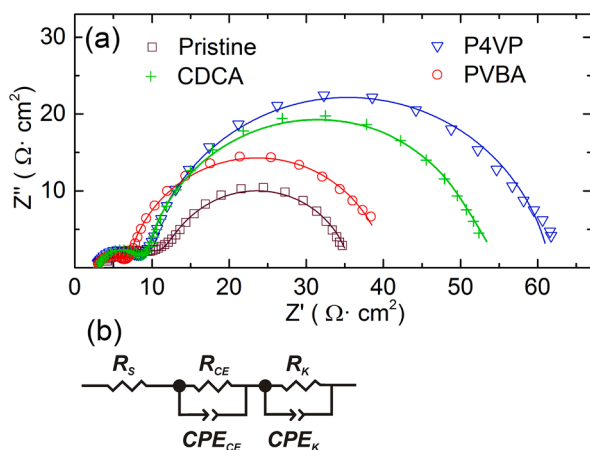 (a)
Pristine
CDCA
P4VP
PVBA
Z'' ( Ω· cm²)
30
20
10
0
0 10 20 30 40 50 60
Z' ( Ω· cm²)
(b)
R_S R_CE R_K
CPE_CE CPE_K